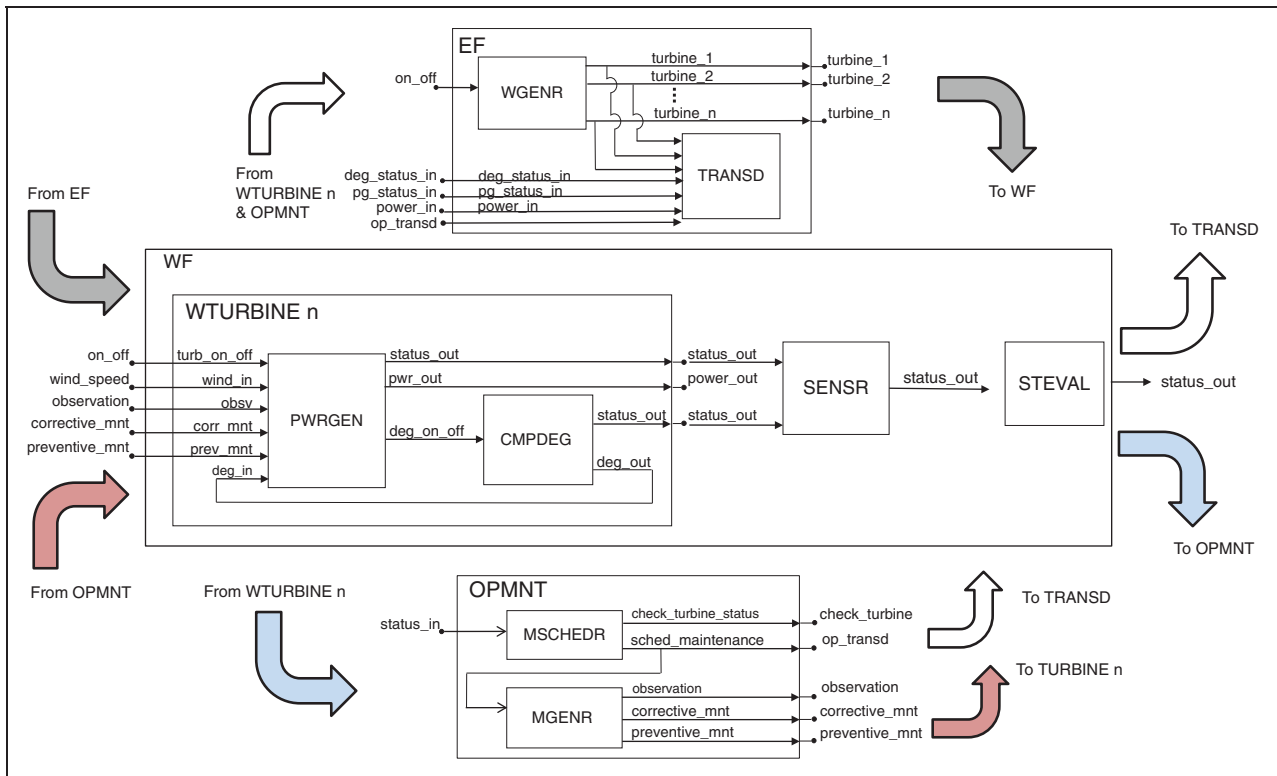 EF
turbine_1
turbine_1
on_off
WGENR
turbine_2
turbine_2
turbine_n
turbine_n
From
WTURBINE n
& OPMNT
deg_status_in
deg_status_in
TRANSD
pg_status_in
pg_status_in
power_in
power_in
op_transd
From EF
To WF
To TRANSD
WF
WTURBINE n
on_off
turb_on_off
status_out
status_out
wind_speed
wind_in
pwr_out
power_out
SENSR
status_out
STEVAL
status_out
observation
obsv
PWRGEN
corrective_mnt
corr_mnt
deg_on_off
CMPDEG
status_out
status_out
preventive_mnt
prev_mnt
deg_in
deg_out
To OPMNT
From OPMNT
From WTURBINE n
OPMNT
To TRANSD
status_in
MSCHEDR
check_turbine_status
check_turbine
sched_maintenance
op_transd
To TURBINE n
MGENR
observation
observation
corrective_mnt
corrective_mnt
preventive_mnt
preventive_mnt